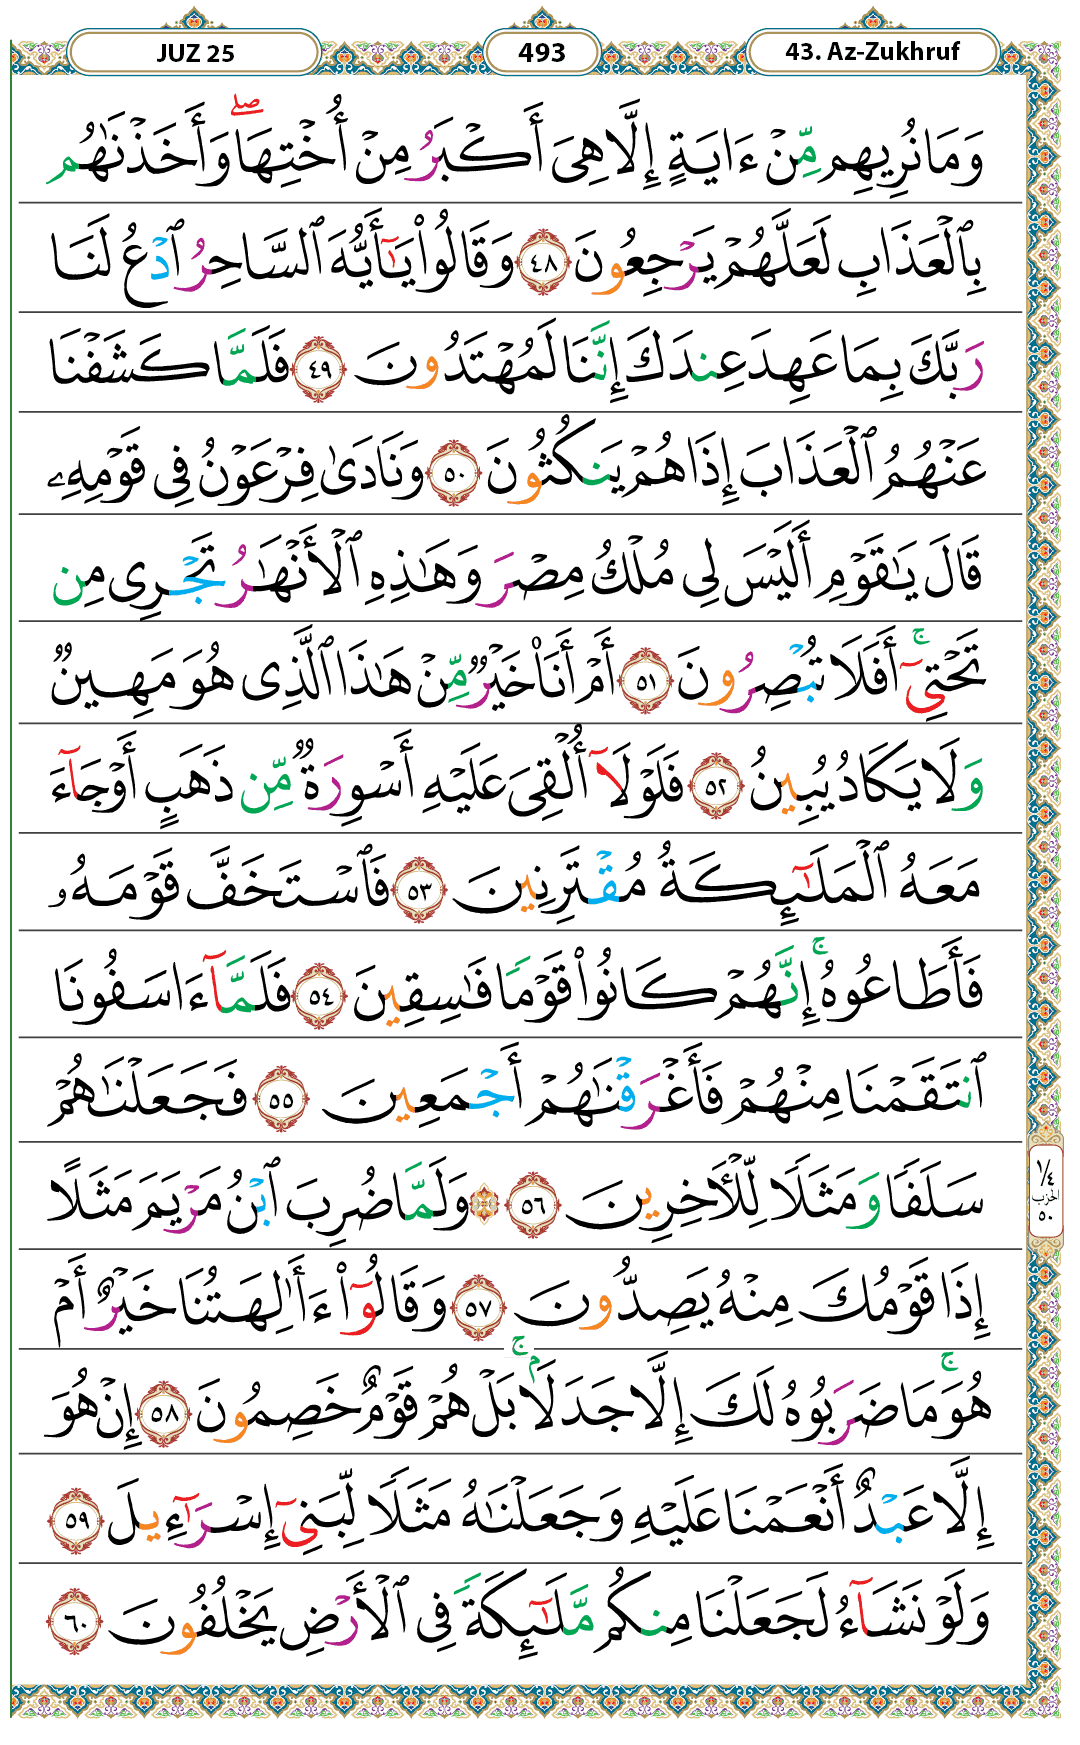 JUZ 25
493
43. Az-Zukhruf
وَمَا نُرِيهِم مِّنْ ءَايَةٍ إِلَّا هِىَ أَكْبَرُ مِنْ أُخْتِهَا ۖ وَأَخَذْنَٰهُم
بِٱلْعَذَابِ لَعَلَّهُمْ يَرْجِعُونَ ٤٨ وَقَالُوا۟ يَٰٓأَيُّهَ ٱلسَّاحِرُ ٱدْعُ لَنَا
رَبَّكَ بِمَا عَهِدَ عِندَكَ إِنَّنَا لَمُهْتَدُونَ ٤٩ فَلَمَّا كَشَفْنَا
عَنْهُمُ ٱلْعَذَابَ إِذَا هُمْ يَنكُثُونَ ٥٠ وَنَادَىٰ فِرْعَوْنُ فِى قَوْمِهِۦ
قَالَ يَٰقَوْمِ أَلَيْسَ لِى مُلْكُ مِصْرَ وَهَٰذِهِ ٱلْأَنْهَٰرُ تَجْرِى مِن
تَحْتِىٓ ۚ أَفَلَا تُبْصِرُونَ ٥١ أَمْ أَنَا۠ خَيْرٌ مِّنْ هَٰذَا ٱلَّذِى هُوَ مَهِينٌ
وَلَا يَكَادُ يُبِينُ ٥٢ فَلَوْلَآ أُلْقِىَ عَلَيْهِ أَسْوِرَةٌ مِّن ذَهَبٍ أَوْ جَآءَ
مَعَهُ ٱلْمَلَٰٓئِكَةُ مُقْتَرِنِينَ ٥٣ فَٱسْتَخَفَّ قَوْمَهُۥ
فَأَطَاعُوهُ ۚ إِنَّهُمْ كَانُوا۟ قَوْمًا فَٰسِقِينَ ٥٤ فَلَمَّآ ءَاسَفُونَا
ٱنتَقَمْنَا مِنْهُمْ فَأَغْرَقْنَٰهُمْ أَجْمَعِينَ ٥٥ فَجَعَلْنَٰهُمْ
سَلَفًا وَمَثَلًا لِّلْـَٔاخِرِينَ ٥٦ ۞ وَلَمَّا ضُرِبَ ٱبْنُ مَرْيَمَ مَثَلًا
إِذَا قَوْمُكَ مِنْهُ يَصِدُّونَ ٥٧ وَقَالُوٓا۟ ءَأَٰلِهَتُنَا خَيْرٌ أَمْ
هُوَ ۚ مَا ضَرَبُوهُ لَكَ إِلَّا جَدَلًۢا ۚ بَلْ هُمْ قَوْمٌ خَصِمُونَ ٥٨ إِنْ هُوَ
إِلَّا عَبْدٌ أَنْعَمْنَا عَلَيْهِ وَجَعَلْنَٰهُ مَثَلًا لِّبَنِىٓ إِسْرَٰٓءِيلَ ٥٩
وَلَوْ نَشَآءُ لَجَعَلْنَا مِنكُم مَّلَٰٓئِكَةً فِى ٱلْأَرْضِ يَخْلُفُونَ ٦٠
١/٤
الحزب
٥٠